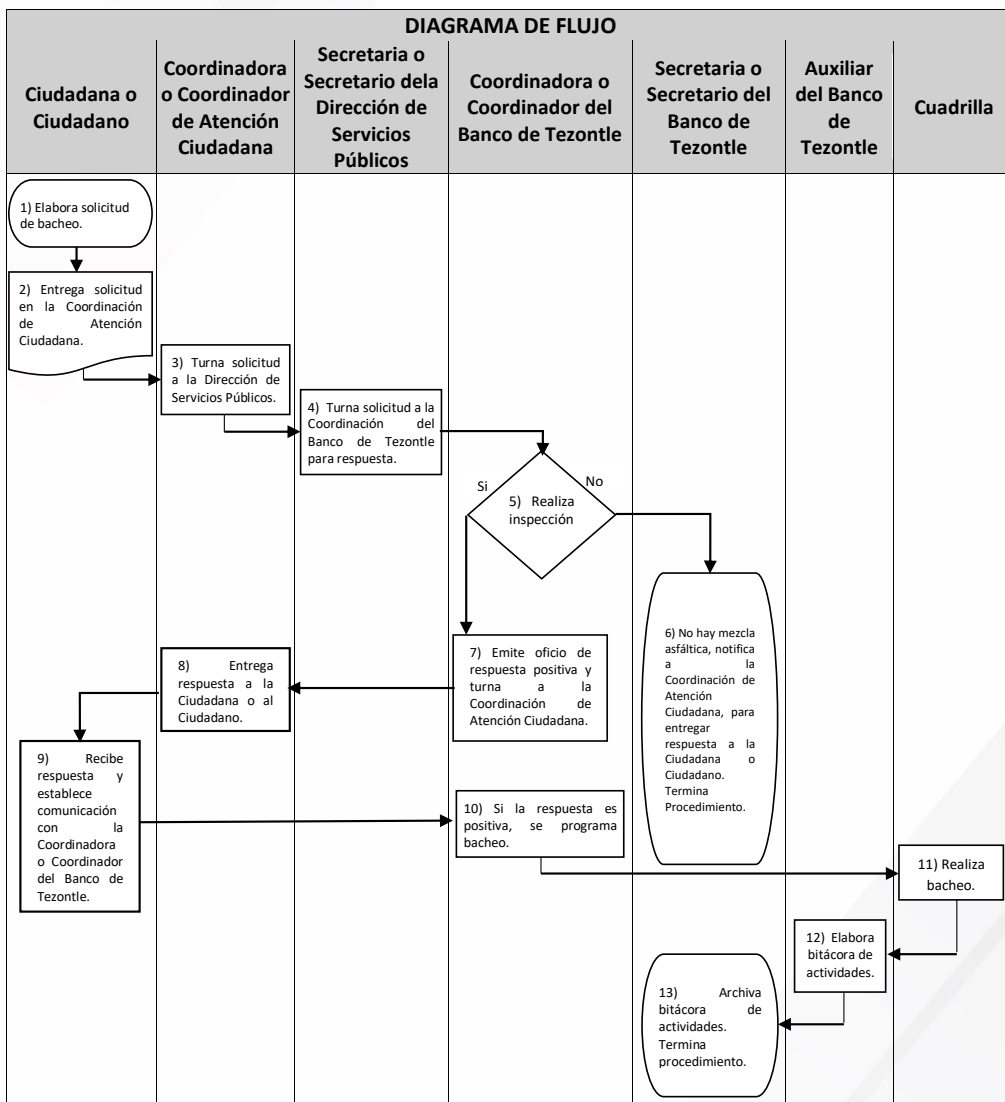 DIAGRAMA DE FLUJO
Ciudadana o
Ciudadano
Coordinadora
o Coordinador
de Atención
Ciudadana
Secretaria o
Secretario dela
Dirección de
Servicios
Públicos
Coordinadora o
Coordinador del
Banco de Tezontle
Secretaria o
Secretario del
Banco de
Tezontle
Auxiliar
del Banco
de
Tezontle
Cuadrilla
1) Elabora solicitud
de bacheo.
2) Entrega solicitud
en la Coordinación
de Atención
Ciudadana.
3) Turna solicitud
a la Dirección de
Servicios Públicos.
4) Turna solicitud a la
Coordinación del
Banco de Tezontle
para respuesta.
Si
No
5) Realiza
inspección
6) No hay mezcla
asfáltica, notifica
a la
Coordinación de
Atención
Ciudadana, para
entregar
respuesta a la
Ciudadana o
Ciudadano.
Termina
Procedimiento.
7) Emite oficio de
respuesta positiva y
turna a la
Coordinación de
Atención Ciudadana.
8) Entrega
respuesta a la
Ciudadana o al
Ciudadano.
9) Recibe
respuesta y
establece
comunicación
con la
Coordinadora
o Coordinador
del Banco de
Tezontle.
10) Si la respuesta es
positiva, se programa
bacheo.
11) Realiza
bacheo.
12) Elabora
bitácora de
actividades.
13) Archiva
bitácora de
actividades.
Termina
procedimiento.